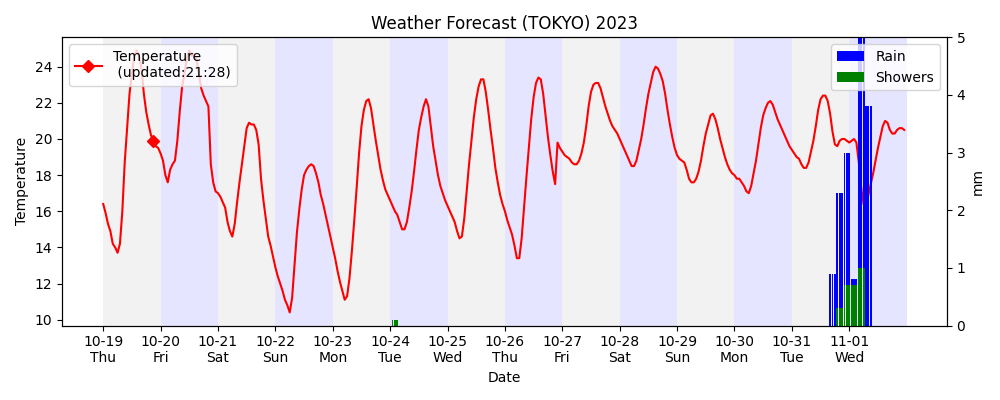 Weather Forecast (TOKYO) 2023
Temperature
(updated:21:28)
Rain
Showers
Temperature
24
22
20
18
16
14
12
10
5
4
3
2
1
0
mm
10-19 10-20 10-21 10-22 10-23 10-24 10-25 10-26 10-27 10-28 10-29 10-30 10-31 11-01
Thu Fri Sat Sun Mon Tue Wed Thu Fri Sat Sun Mon Tue Wed
Date